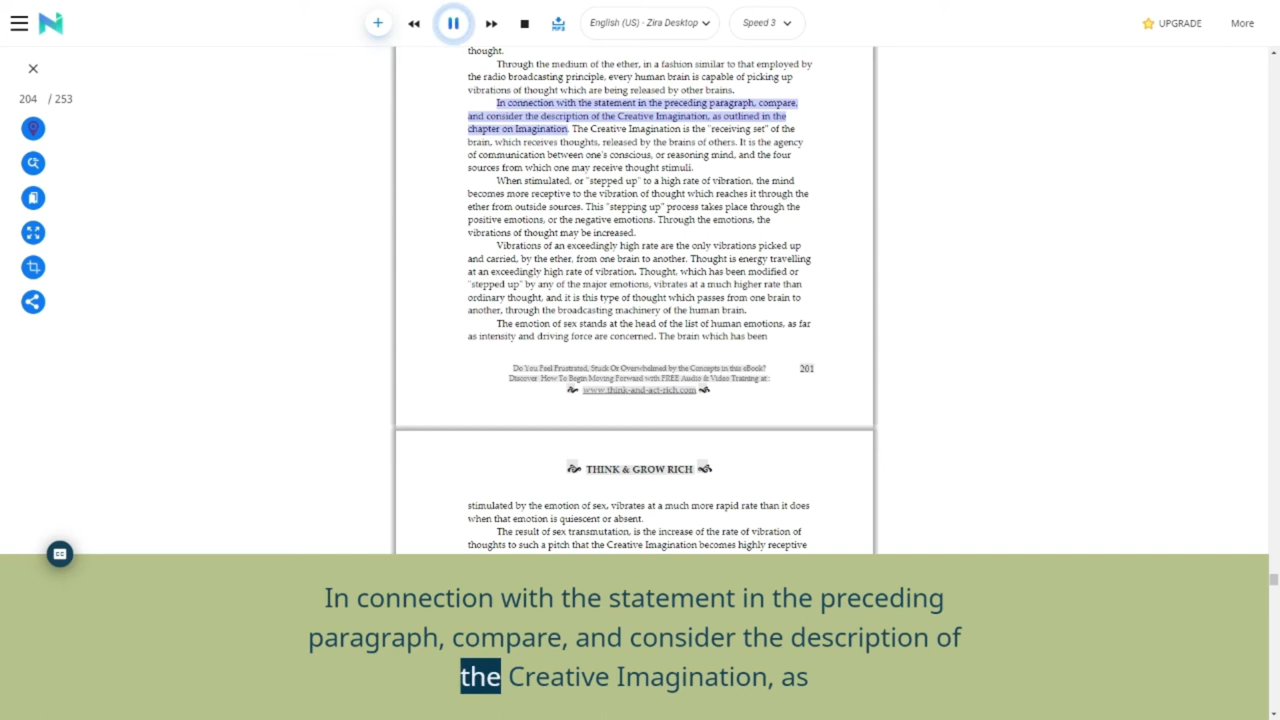 English (US) - Zira Desktop
Speed 3
UPGRADE
More
MP3
204 / 253
thought.
Through the medium of the ether, in a fashion similar to that employed by
the radio broadcasting principle, every human brain is capable of picking up
vibrations of thought which are being released by other brains.
In connection with the statement in the preceding paragraph, compare,
and consider the description of the Creative Imagination, as outlined in the
chapter on Imagination. The Creative Imagination is the "receiving set" of the
brain, which receives thoughts, released by the brains of others. It is the agency
of communication between one's conscious, or reasoning mind, and the four
sources from which one may receive thought stimuli.
When stimulated, or "stepped up" to a high rate of vibration, the mind
becomes more receptive to the vibration of thought which reaches it through the
ether from outside sources. This "stepping up" process takes place through the
positive emotions, or the negative emotions. Through the emotions, the
vibrations of thought may be increased.
Vibrations of an exceedingly high rate are the only vibrations picked up
and carried, by the ether, from one brain to another. Thought is energy travelling
at an exceedingly high rate of vibration. Thought, which has been modified or
"stepped up" by any of the major emotions, vibrates at a much higher rate than
ordinary thought, and it is this type of thought which passes from one brain to
another, through the broadcasting machinery of the human brain.
The emotion of sex stands at the head of the list of human emotions, as far
as intensity and driving force are concerned. The brain which has been
Do You Feel Frustrated, Stuck Or Overwhelmed by the Concepts in this eBook?
201
Discover How To Begin Moving Forward with FREE Audio & Video Training at :
www.think-and-act-rich.com
THINK & GROW RICH
stimulated by the emotion of sex, vibrates at a much more rapid rate than it does
when that emotion is quiescent or absent.
The result of sex transmutation, is the increase of the rate of vibration of
thoughts to such a pitch that the Creative Imagination becomes highly receptive
CC
In connection with the statement in the preceding
paragraph, compare, and consider the description of
the Creative Imagination, as